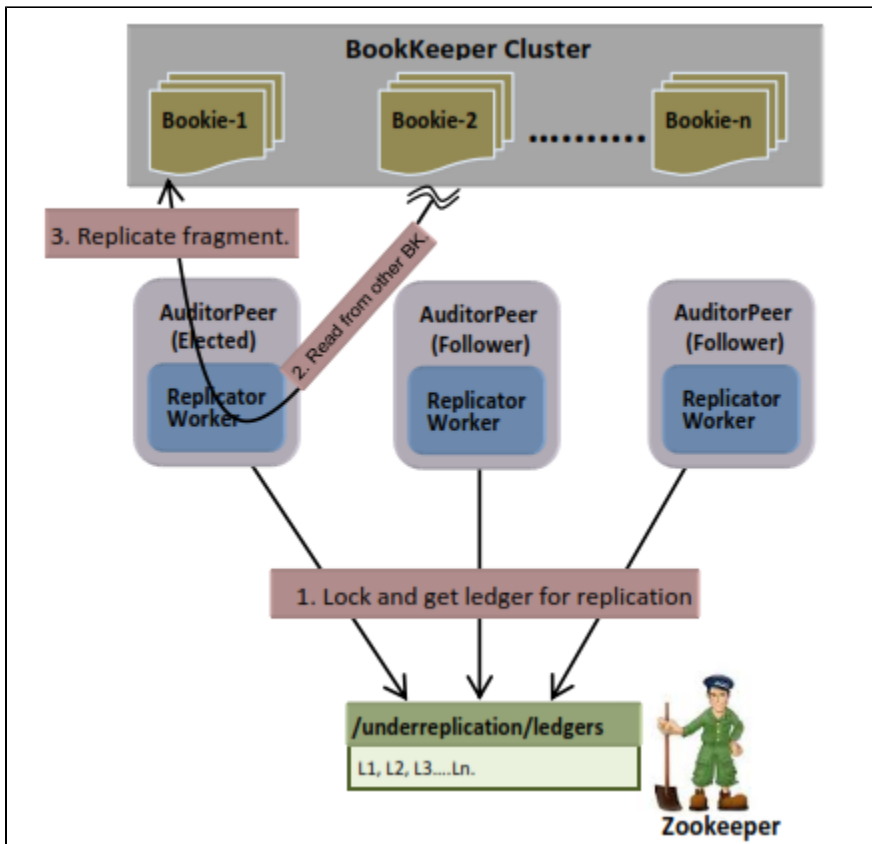 BookKeeper Cluster
Bookie-1
Bookie-2
..........
Bookie-n
3. Replicate fragment.
2. Read from other BK.
AuditorPeer
(Elected)
Replicator
Worker
AuditorPeer
(Follower)
Replicator
Worker
AuditorPeer
(Follower)
Replicator
Worker
1. Lock and get ledger for replication
/underreplication/ledgers
L1, L2, L3....Ln.
Zookeeper